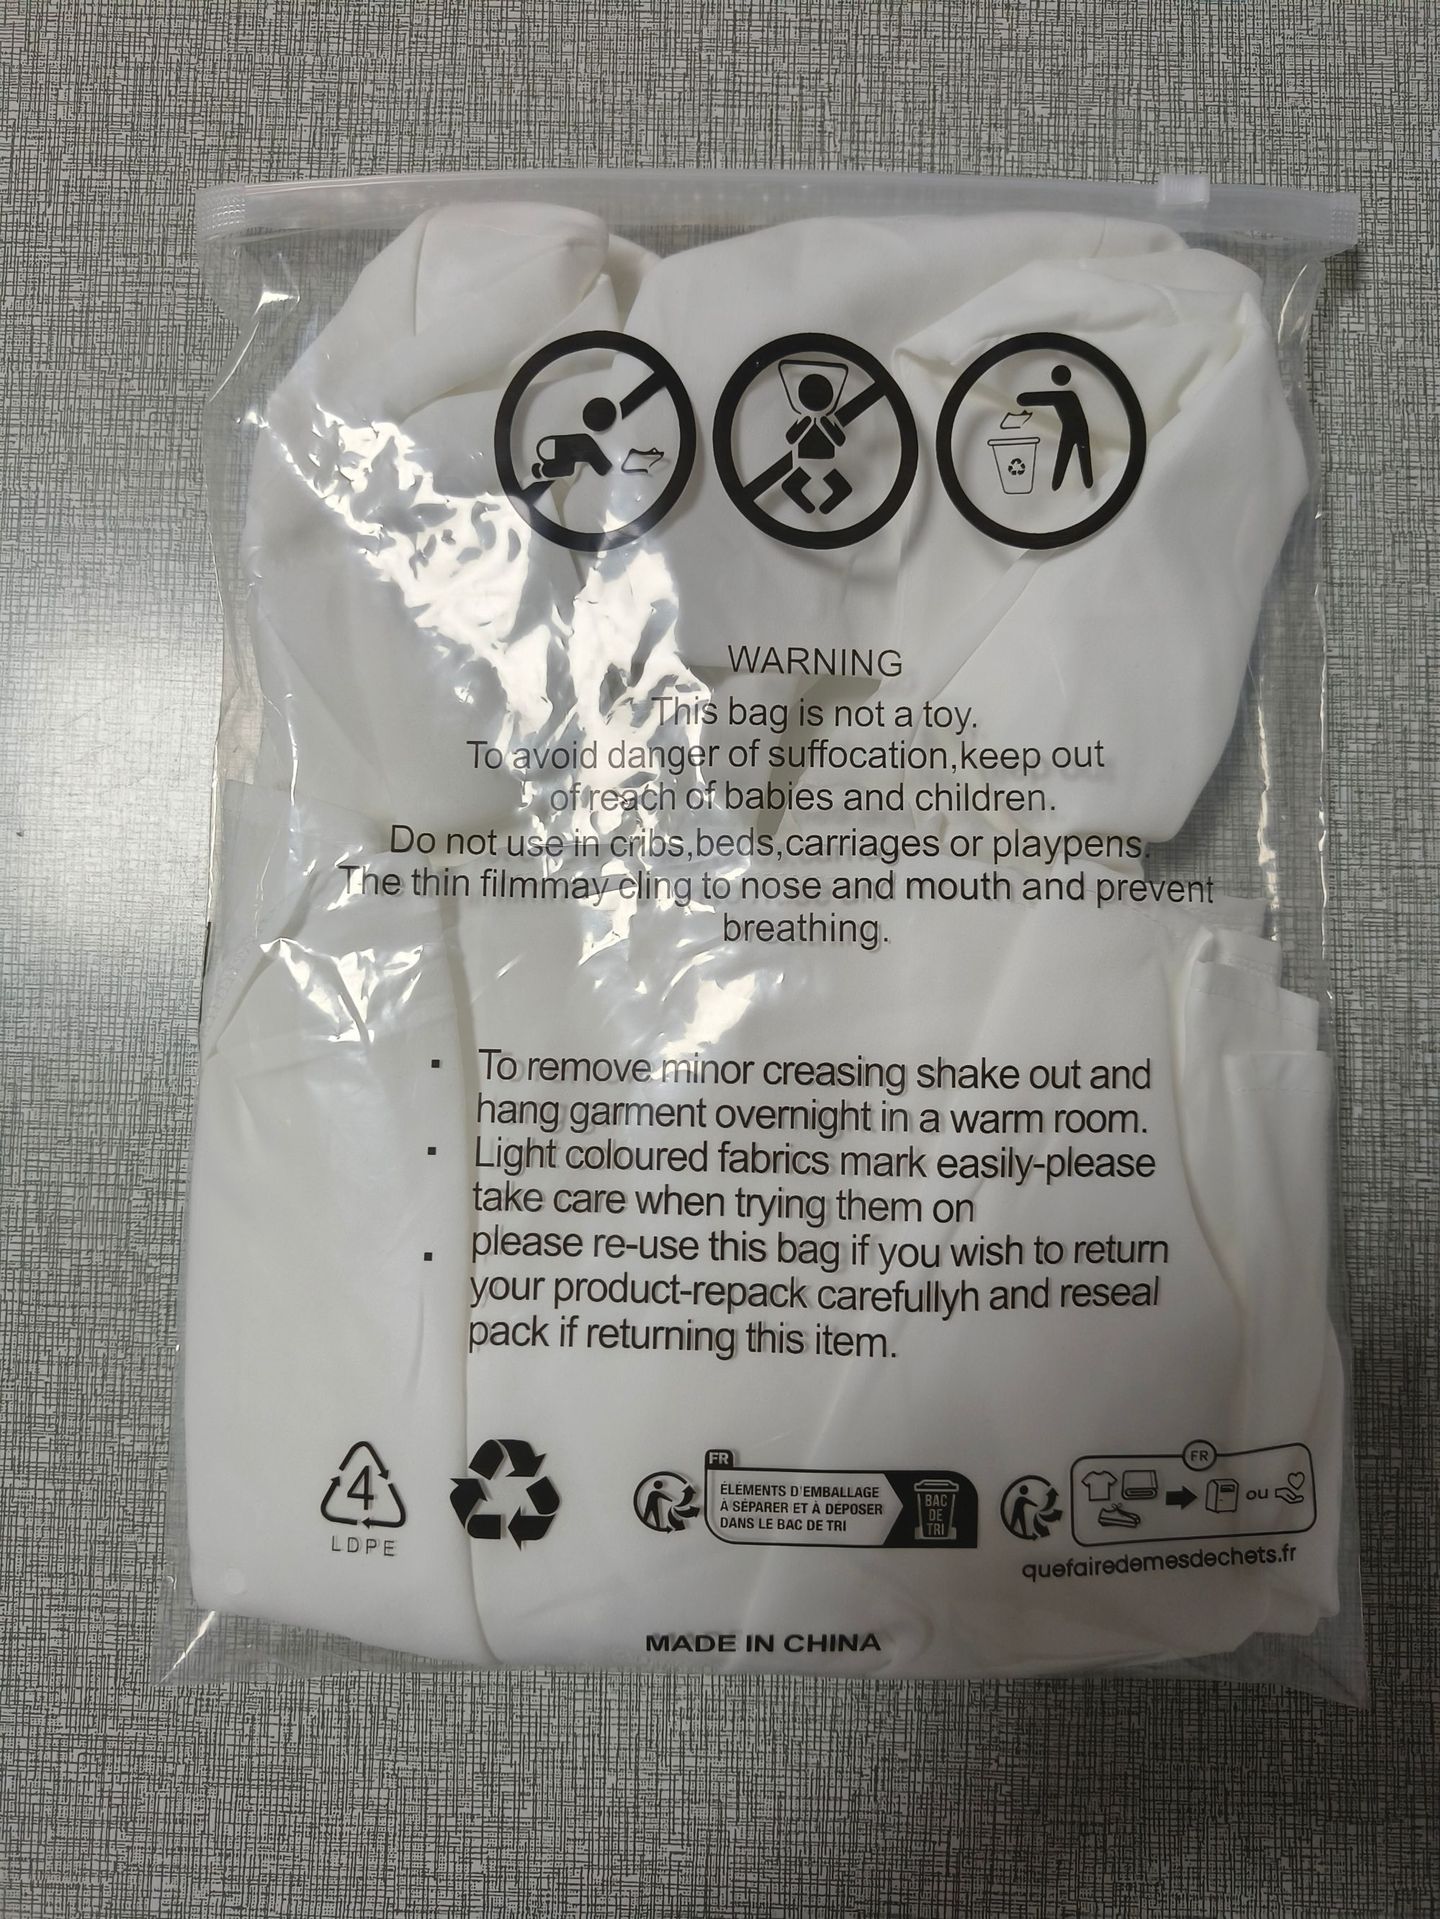 WARNING
This bag is not a toy.
To avoid danger of suffocation,keep out
of reach of babies and children.
Do not use in cribs,beds,carriages or playpens.
The thin filmmay cling to nose and mouth and prevent
breathing.
▪ To remove minor creasing shake out and
hang garment overnight in a warm room.
▪ Light coloured fabrics mark easily-please
take care when trying them on
▪ please re-use this bag if you wish to return
your product-repack carefullyh and reseal
pack if returning this item.
4
LDPE
FR
ÉLÉMENTS D'EMBALLAGE
À SÉPARER ET À DÉPOSER
DANS LE BAC DE TRI
BAC
DE
TRI
FR
ou
quefairedemesdechets.fr
MADE IN CHINA